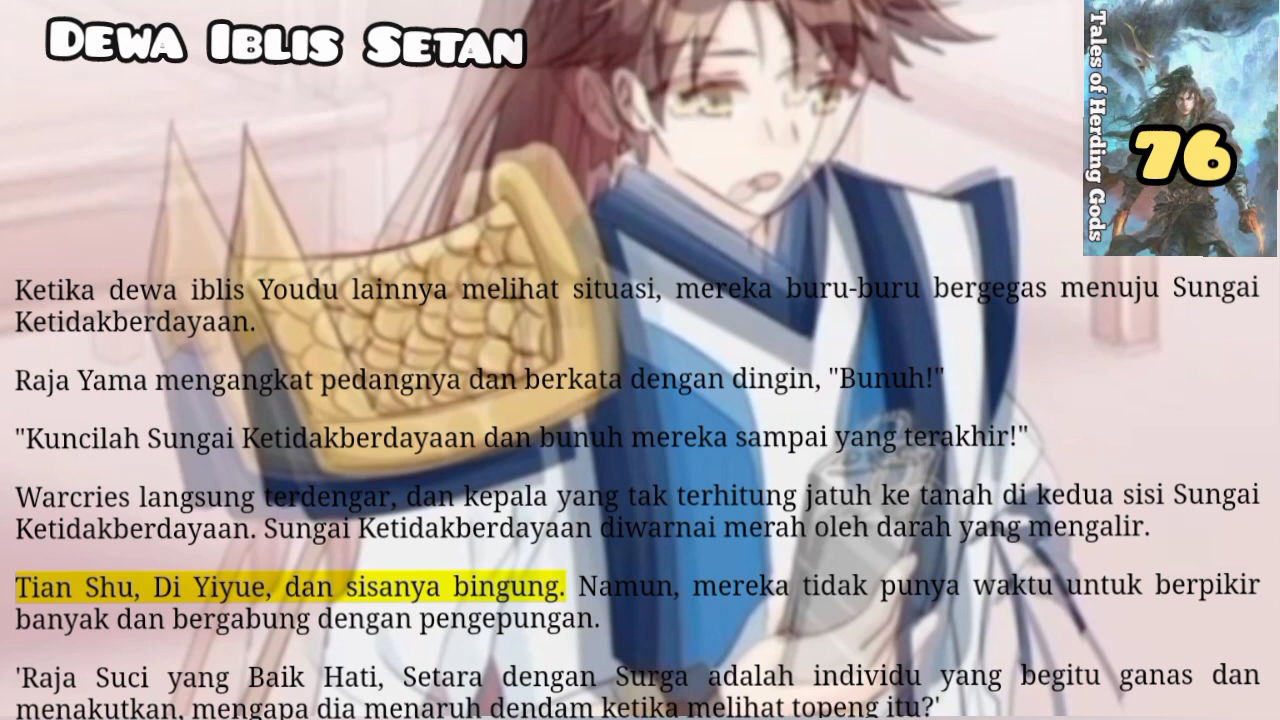 Dewa Iblis Setan
Tales of Herding Gods
76
Ketika dewa iblis Youdu lainnya melihat situasi, mereka buru-buru bergegas menuju Sungai
Ketidakberdayaan.
Raja Yama mengangkat pedangnya dan berkata dengan dingin, "Bunuh!"
"Kuncilah Sungai Ketidakberdayaan dan bunuh mereka sampai yang terakhir!"
Warcries langsung terdengar, dan kepala yang tak terhitung jatuh ke tanah di kedua sisi Sungai
Ketidakberdayaan. Sungai Ketidakberdayaan diwarnai merah oleh darah yang mengalir.
Tian Shu, Di Yiyue, dan sisanya bingung. Namun, mereka tidak punya waktu untuk berpikir
banyak dan bergabung dengan pengepungan.
'Raja Suci yang Baik Hati, Setara dengan Surga adalah individu yang begitu ganas dan
menakutkan, mengapa dia menaruh dendam ketika melihat topeng itu?'